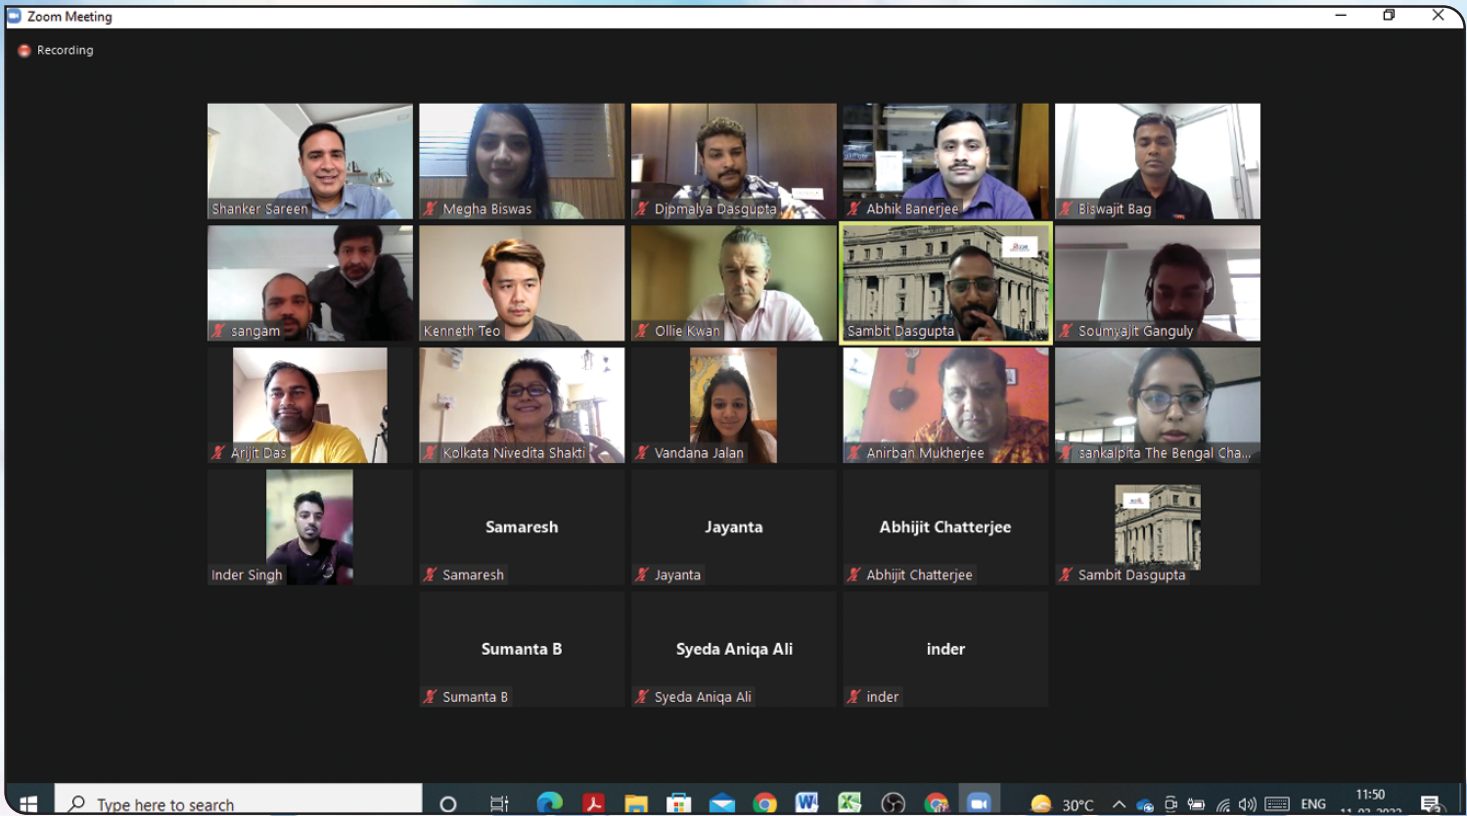 Zoom Meeting
Recording
Shanker Sareen
Megha Biswas
Dipmalya Dasgupta
Abhik Banerjee
Biswajit Bag
sangam
Kenneth Teo
Ollie Kwan
Sambit Dasgupta
Soumyajit Ganguly
Arijit Das
Kolkata Nivedita Shakti
Vandana Jalan
Anirban Mukherjee
sankalpita The Bengal Cha...
Inder Singh
Samaresh
Samaresh
Jayanta
Jayanta
Abhijit Chatterjee
Abhijit Chatterjee
Sambit Dasgupta
Sumanta B
Sumanta B
Syeda Aniqa Ali
Syeda Aniqa Ali
inder
inder
Type here to search
30°C
ENG
11:50